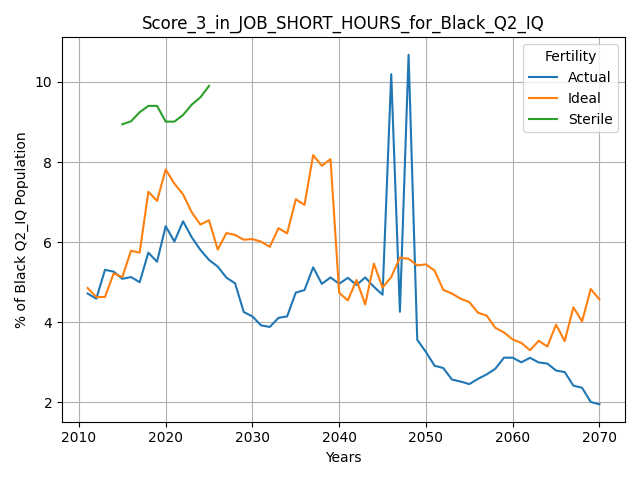 Score_3_in_JOB_SHORT_HOURS_for_Black_Q2_IQ
Fertility
Actual
Ideal
Sterile
% of Black Q2_IQ Population
10
8
6
4
2
2010 2020 2030 2040 2050 2060 2070
Years